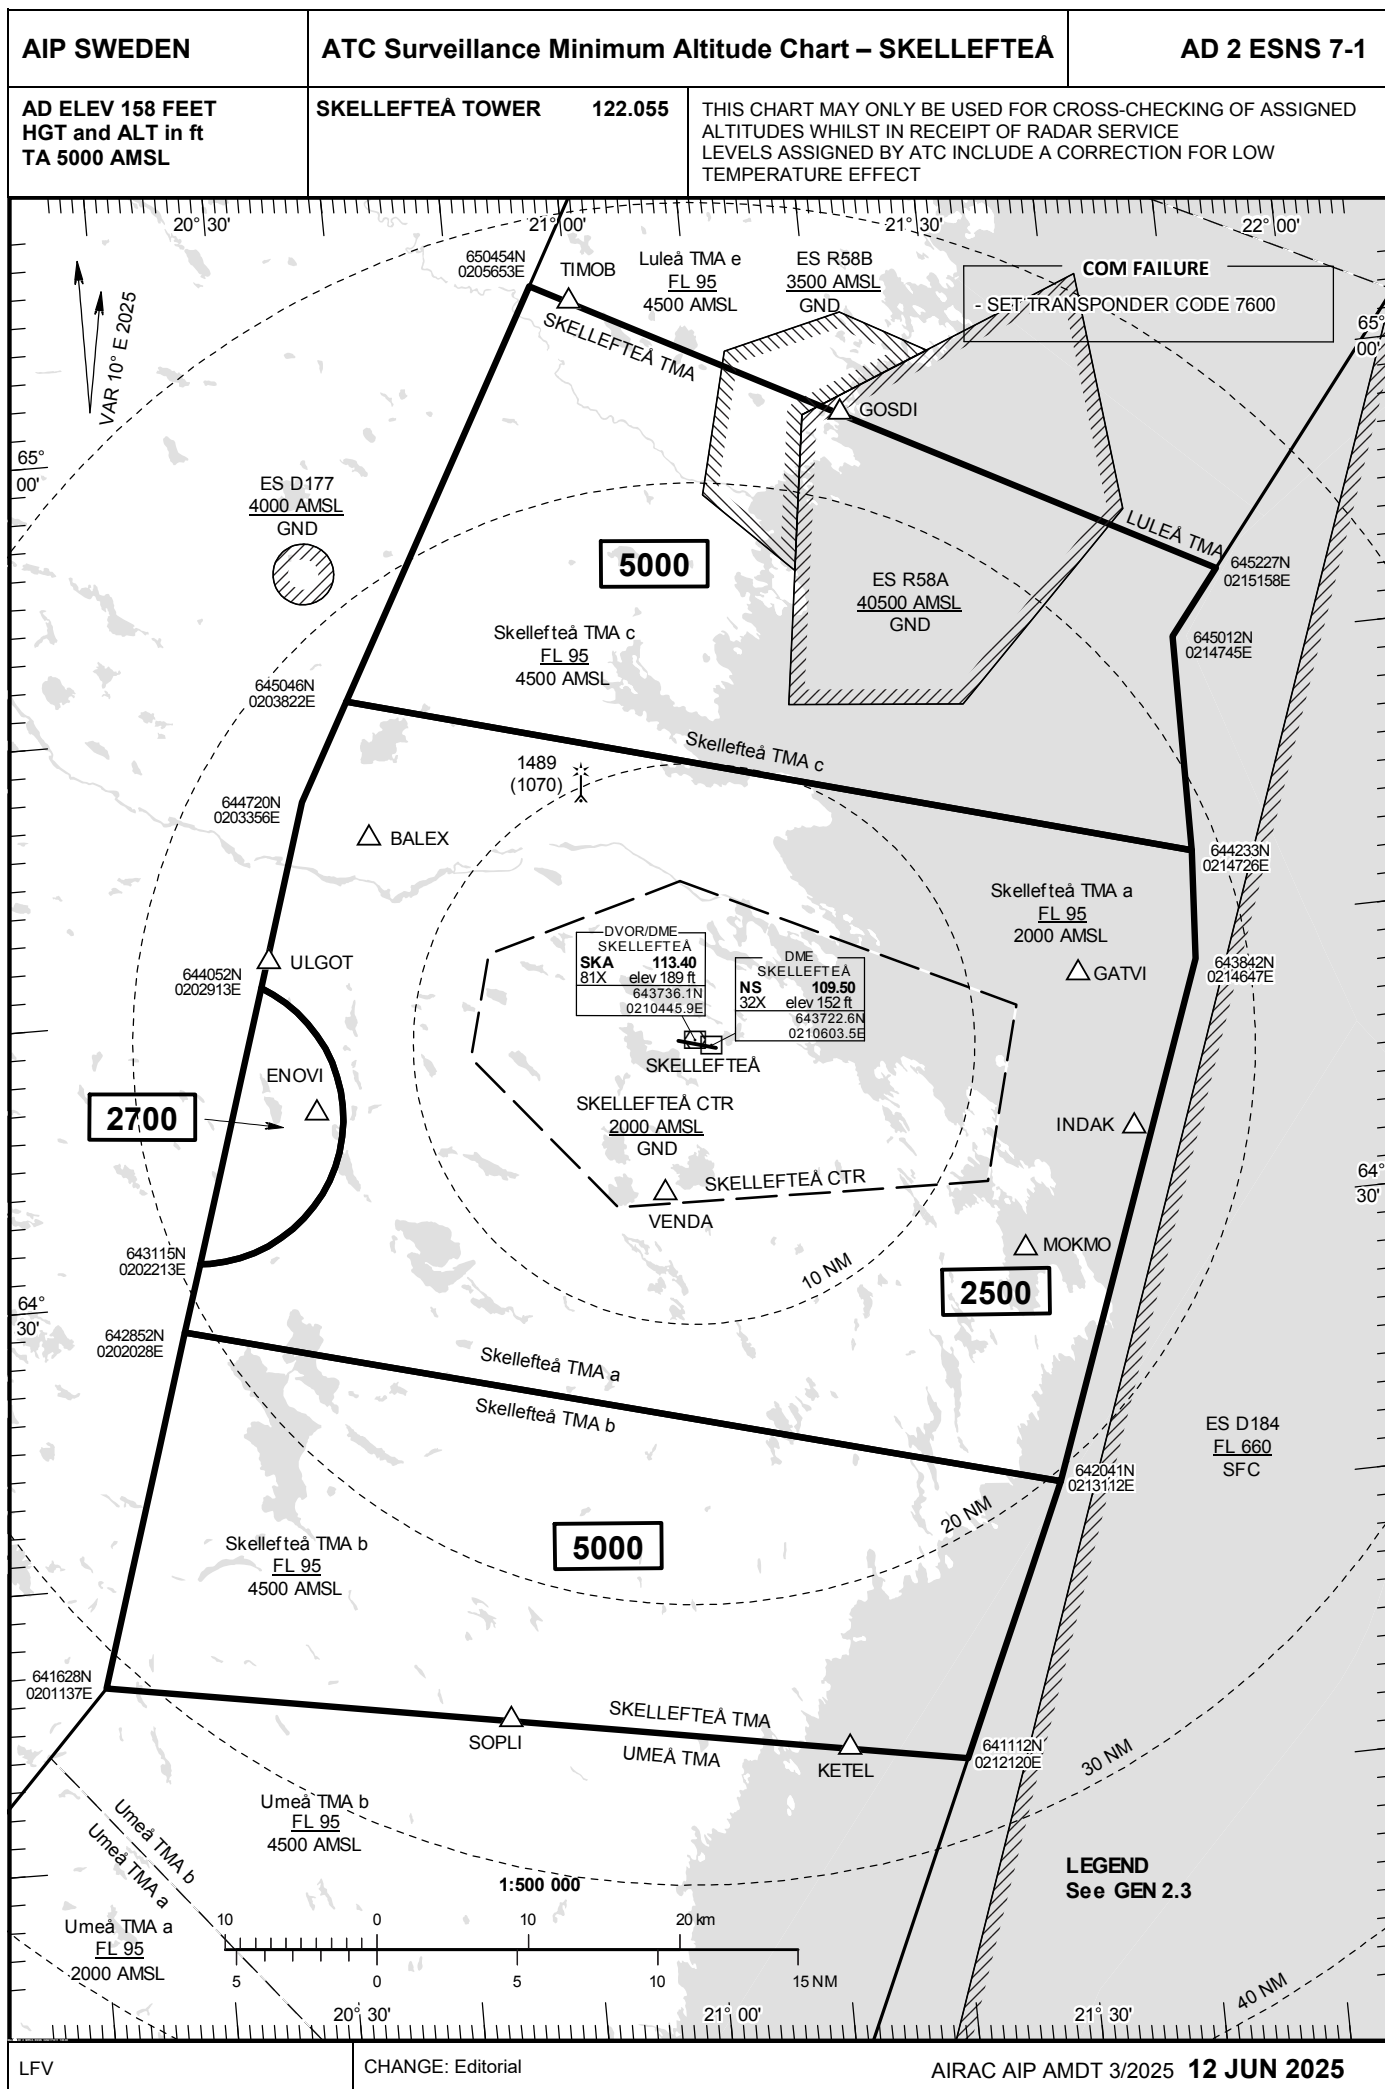 AIP SWEDEN
ATC Surveillance Minimum Altitude Chart – SKELLEFTEÅ
AD 2 ESNS 7-1
AD ELEV 158 FEET
HGT and ALT in ft
TA 5000 AMSL
SKELLEFTEÅ TOWER 122.055
THIS CHART MAY ONLY BE USED FOR CROSS-CHECKING OF ASSIGNED
ALTITUDES WHILST IN RECEIPT OF RADAR SERVICE
LEVELS ASSIGNED BY ATC INCLUDE A CORRECTION FOR LOW
TEMPERATURE EFFECT
20° 30'
21° 00'
21° 30'
22° 00'
650454N
0205653E
TIMOB
Luleå TMA e
FL 95
4500 AMSL
ES R58B
3500 AMSL
GND
COM FAILURE
- SET TRANSPONDER CODE 7600
VAR 10° E 2025
SKELLEFTEÅ TMA
65°
00'
GOSDI
65°
00'
ES D177
4000 AMSL
GND
LULEÅ TMA
5000
645227N
0215158E
ES R58A
40500 AMSL
GND
Skellefteå TMA c
FL 95
4500 AMSL
645012N
0214745E
645046N
0203822E
Skellefteå TMA c
1489
(1070)
644720N
0203356E
BALEX
644233N
0214726E
Skellefteå TMA a
FL 95
2000 AMSL
DVOR/DME
SKELLEFTEÅ
SKA 113.40
81X elev 189 ft
643736.1N
0210445.9E
DME
SKELLEFTEÅ
NS 109.50
32X elev 152 ft
643722.6N
0210603.5E
ULGOT
644052N
0202913E
GATVI
643842N
0214647E
SKELLEFTEÅ
ENOVI
2700
SKELLEFTEÅ CTR
2000 AMSL
GND
INDAK
SKELLEFTEÅ CTR
64°
30'
VENDA
MOKMO
643115N
0202213E
10 NM
2500
64°
30'
642852N
0202028E
Skellefteå TMA a
Skellefteå TMA b
ES D184
FL 660
SFC
642041N
0213112E
20 NM
5000
Skellefteå TMA b
FL 95
4500 AMSL
641628N
0201137E
SKELLEFTEÅ TMA
SOPLI
UMEÅ TMA
KETEL
641112N
0212120E
30 NM
Umeå TMA b
FL 95
4500 AMSL
Umeå TMA b
Umeå TMA a
LEGEND
See GEN 2.3
1:500 000
10 0 10 20 km
5 0 5 10 15 NM
Umeå TMA a
FL 95
2000 AMSL
40 NM
20° 30'
21° 00'
21° 30'
LFV
CHANGE: Editorial
AIRAC AIP AMDT 3/2025 12 JUN 2025